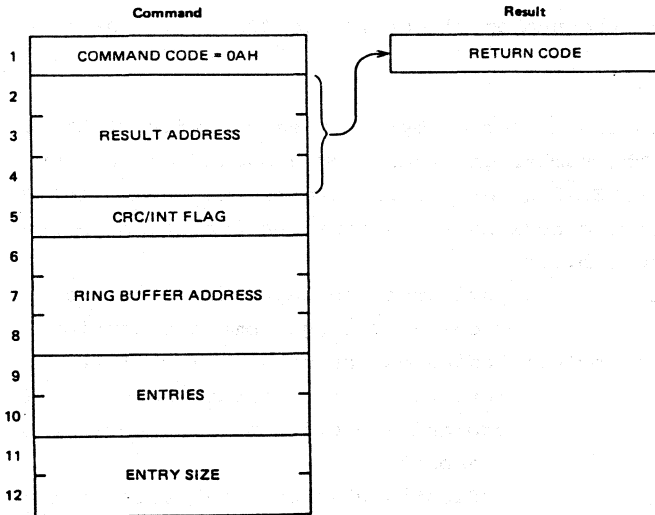 Command Result
1 COMMAND CODE = 0AH RETURN CODE
2
3 RESULT ADDRESS
4
5 CRC/INT FLAG
6
7 RING BUFFER ADDRESS
8
9
ENTRIES
10
11
ENTRY SIZE
12